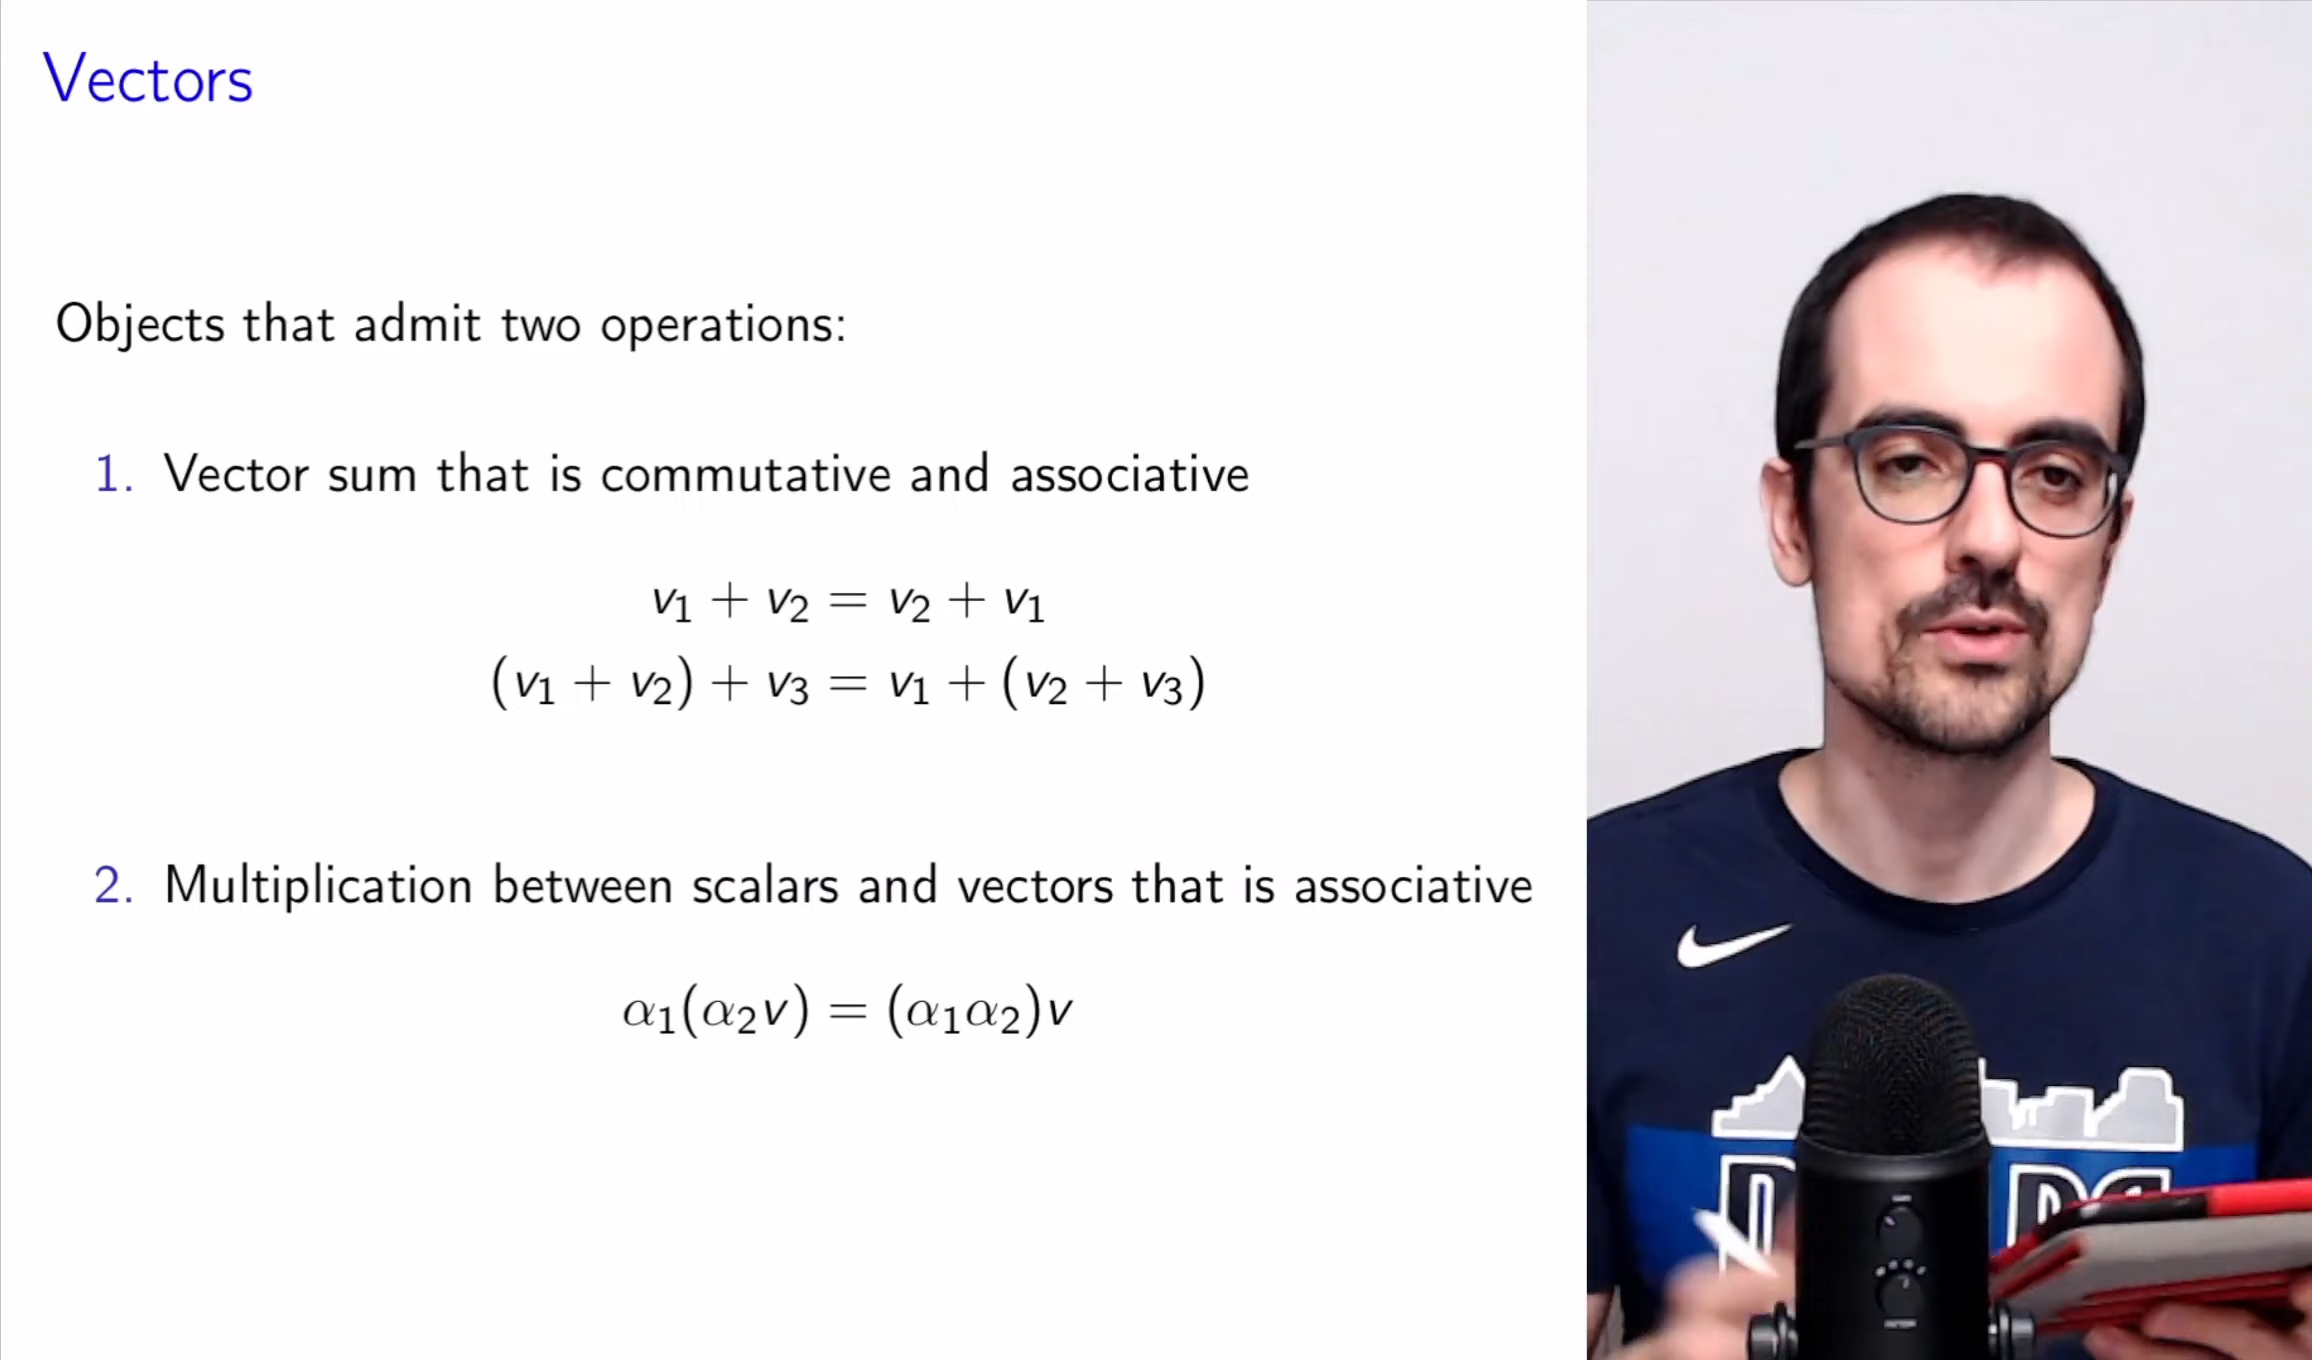 Vectors
Objects that admit two operations:
1. Vector sum that is commutative and associative
v₁ + v₂ = v₂ + v₁
(v₁ + v₂) + v₃ = v₁ + (v₂ + v₃)
2. Multiplication between scalars and vectors that is associative
α₁(α₂v) = (α₁α₂)v